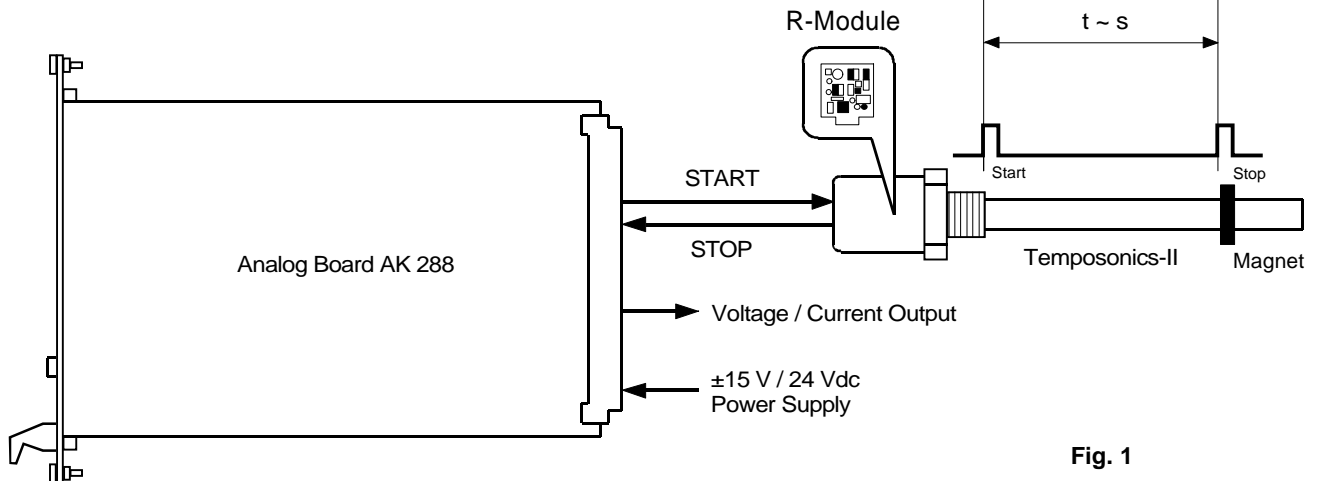 R-Module
t ~ s
Start
Stop
START
STOP
Temposonics-II
Magnet
Analog Board AK 288
Voltage / Current Output
±15 V / 24 Vdc
Power Supply
Fig. 1